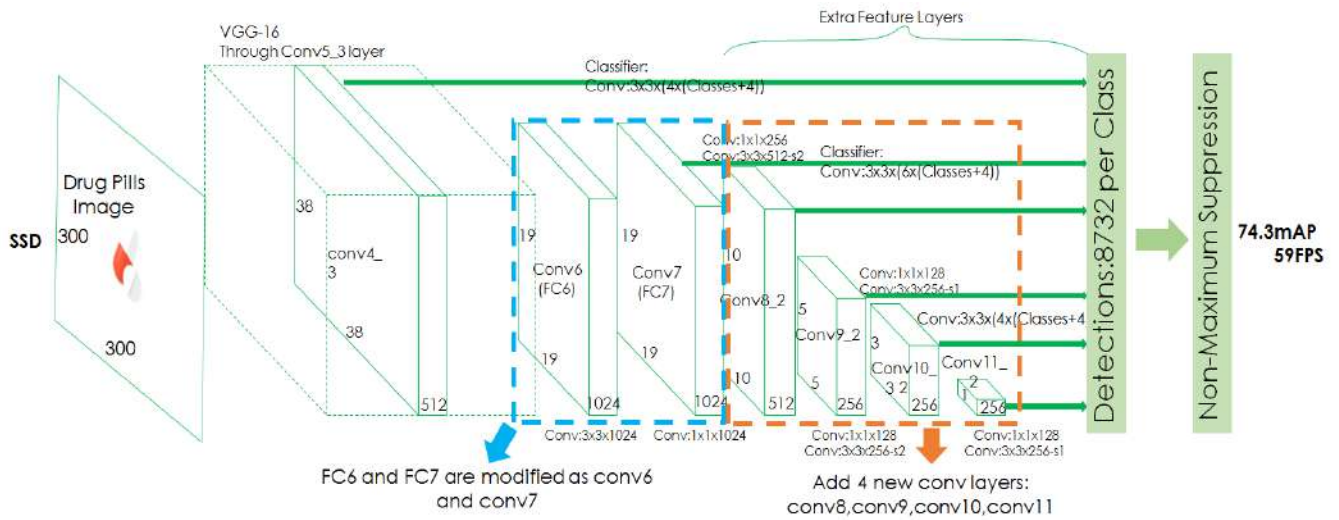 Extra Feature Layers
VGG-16
Through Conv5_3 layer
Classifier:
Conv:3x3x(4x(Classes+4))
Drug Pills
Image
SSD
300
300
38
conv4_
3
38
512
19
Conv6
(FC6)
19
1024
19
Conv7
(FC7)
19
1024
Conv:3x3x1024
Conv:1x1x1024
Conv:1x1x256
Conv:3x3x512-s2
Classifier:
Conv:3x3x(6x(Classes+4))
10
Conv8_2
10
512
5
Conv9_2
5
256
Conv:1x1x128
Conv:3x3x256-s1
Conv:3x3x(4x(Classes+4
3
Conv10_
2
3
256
Conv11_
2
1
256
Conv:1x1x128
Conv:3x3x256-s2
Conv:1x1x128
Conv:3x3x256-s1
Detections:8732 per Class
Non-Maximum Suppression
74.3mAP
59FPS
FC6 and FC7 are modified as conv6
and conv7
Add 4 new conv layers:
conv8,conv9,conv10,conv11